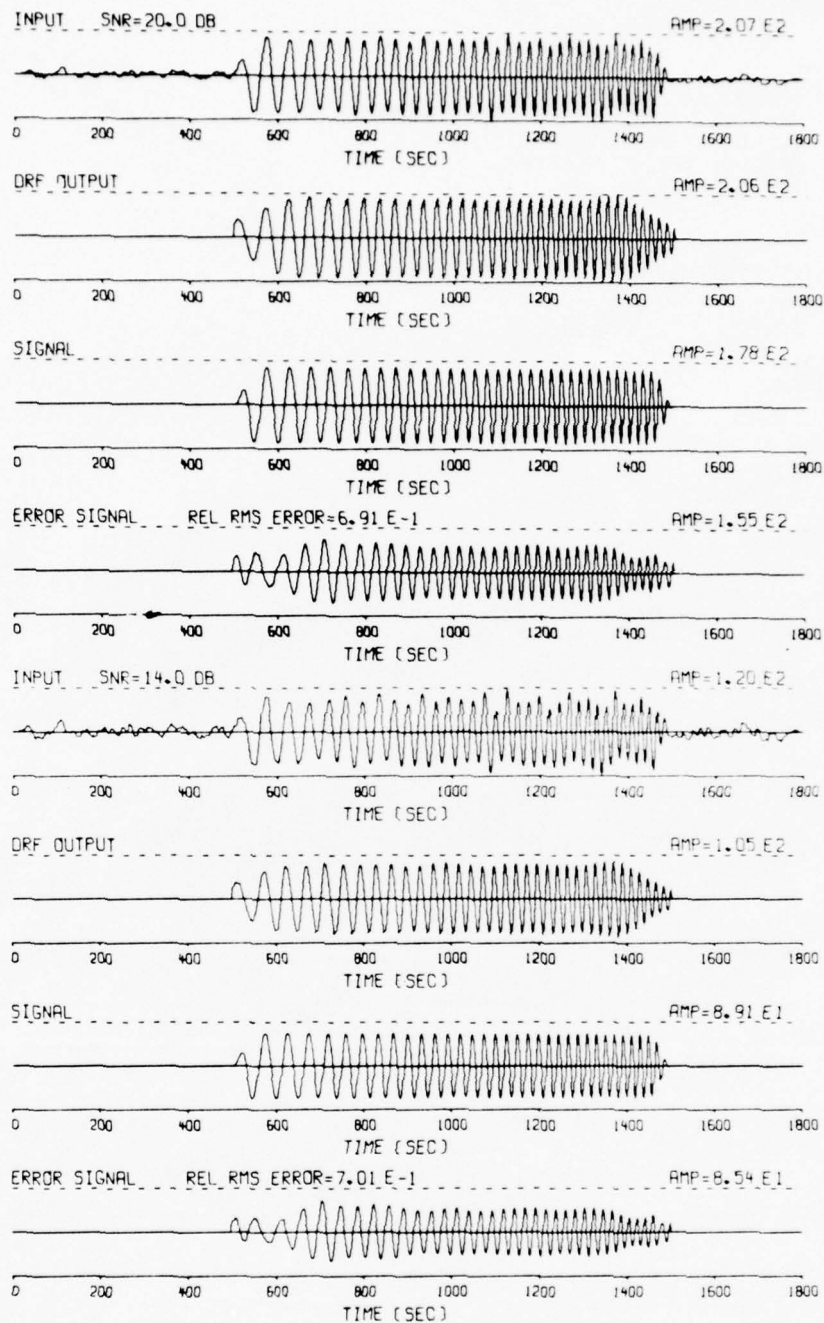 INPUT SNR=20.0 DB AMP=2.07 E2
0 200 400 600 800 1000 1200 1400 1600 1800
TIME (SEC)
DRF OUTPUT AMP=2.06 E2
0 200 400 600 800 1000 1200 1400 1600 1800
TIME (SEC)
SIGNAL AMP=1.78 E2
0 200 400 600 800 1000 1200 1400 1600 1800
TIME (SEC)
ERROR SIGNAL REL RMS ERROR=6.91 E-1 AMP=1.55 E2
0 200 400 600 800 1000 1200 1400 1600 1800
TIME (SEC)
INPUT SNR=14.0 DB AMP=1.20 E2
0 200 400 600 800 1000 1200 1400 1600 1800
TIME (SEC)
DRF OUTPUT AMP=1.05 E2
0 200 400 600 800 1000 1200 1400 1600 1800
TIME (SEC)
SIGNAL AMP=8.91 E1
0 200 400 600 800 1000 1200 1400 1600 1800
TIME (SEC)
ERROR SIGNAL REL RMS ERROR=7.01 E-1 AMP=8.54 E1
0 200 400 600 800 1000 1200 1400 1600 1800
TIME (SEC)